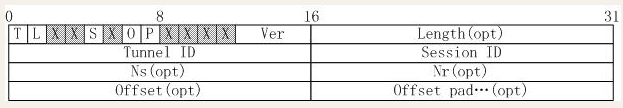 0 8 16 31
T L X X S X O P X X X X Ver Length(opt)
Tunnel ID Session ID
Ns(opt) Nr(opt)
Offset(opt) Offset pad…(opt)